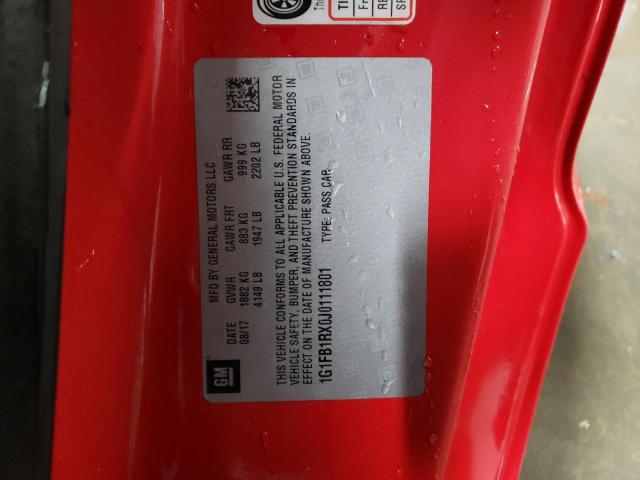 GM
MFD BY GENERAL MOTORS LLC
DATE GVWR GAWR FRT GAWR RR
08/17 1882 KG 883 KG 999 KG
4149 LB 1947 LB 2202 LB
THIS VEHICLE CONFORMS TO ALL APPLICABLE U.S. FEDERAL MOTOR
VEHICLE SAFETY, BUMPER, AND THEFT PREVENTION STANDARDS IN
EFFECT ON THE DATE OF MANUFACTURE SHOWN ABOVE.
1G1FB1RX0J0111801 TYPE: PASS CAR